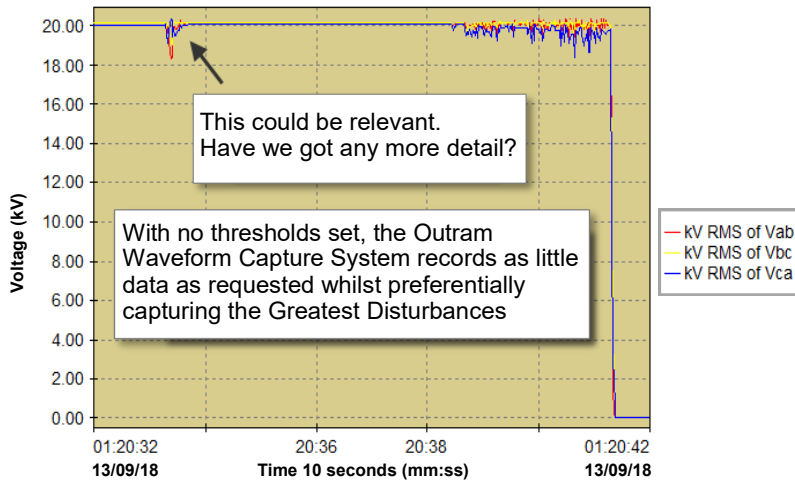 20.00
18.00
16.00
14.00
12.00
10.00
8.00
6.00
4.00
2.00
0.00
Voltage (kV)
This could be relevant.
Have we got any more detail?
With no thresholds set, the Outram
Waveform Capture System records as little
data as requested whilst preferentially
capturing the Greatest Disturbances
kV RMS of Vab
kV RMS of Vbc
kV RMS of Vca
01:20:32
20:36
20:38
01:20:42
13/09/18
Time 10 seconds (mm:ss)
13/09/18